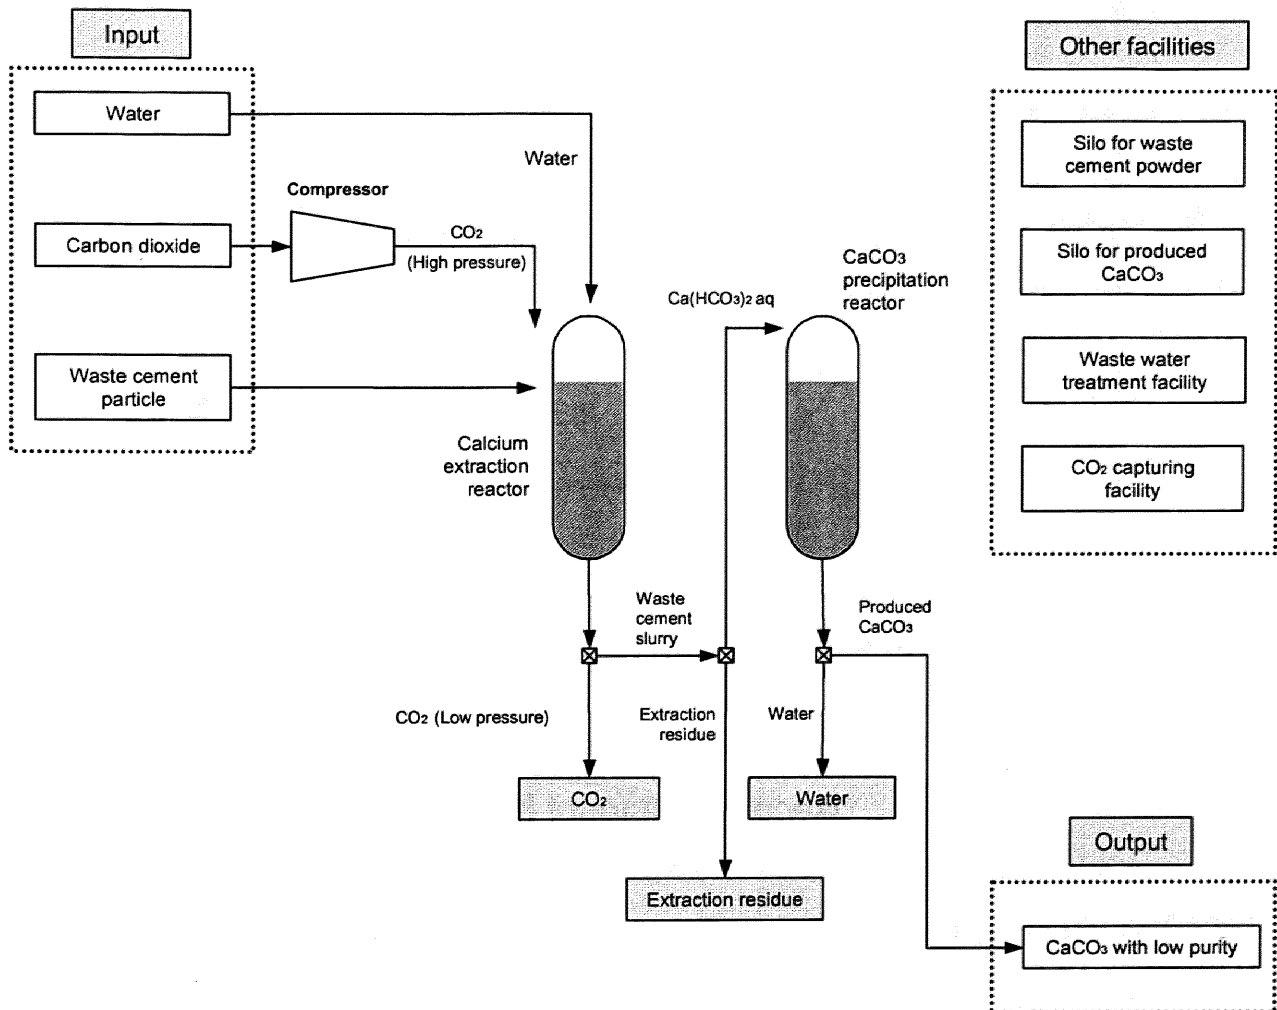 Input
Water
Carbon dioxide
Waste cement
particle
Compressor
CO₂
(High pressure)
Water
Calcium
extraction
reactor
Ca(HCO₃)₂ aq
CaCO₃
precipitation
reactor
Waste
cement
slurry
CO₂ (Low pressure)
Extraction
residue
Water
Produced
CaCO₃
CO₂
Water
Extraction residue
Other facilities
Silo for waste
cement powder
Silo for produced
CaCO₃
Waste water
treatment facility
CO₂ capturing
facility
Output
CaCO₃ with low purity